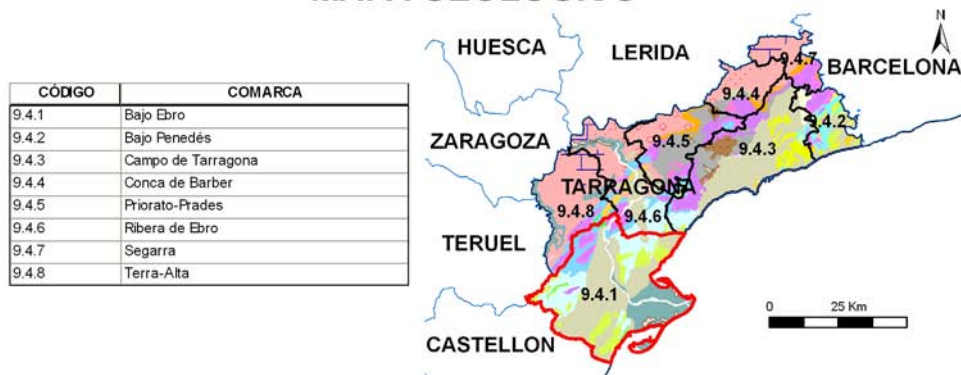 CÓDIGO COMARCA
9.4.1 Bajo Ebro
9.4.2 Bajo Penedés
9.4.3 Campo de Tarragona
9.4.4 Conca de Barber
9.4.5 Priorato-Prades
9.4.6 Ribera de Ebro
9.4.7 Segarra
9.4.8 Terra-Alta
N
HUESCA
LERIDA
BARCELONA
ZARAGOZA
TARRAGONA
TERUEL
CASTELLON
9.4.7
9.4.4
9.4.2
9.4.5
9.4.3
9.4.8
9.4.6
9.4.1
0 25 Km